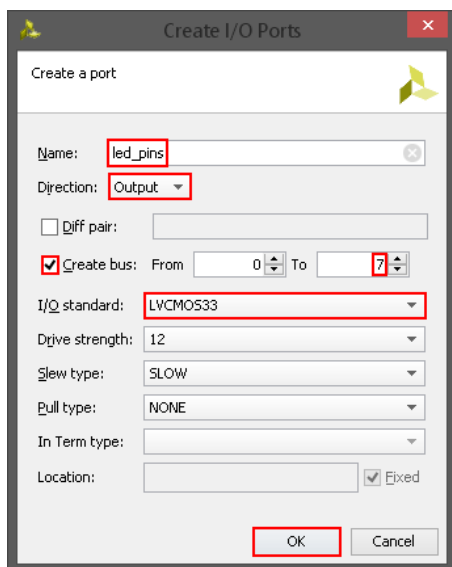 Create I/O Ports
Create a port
Name: led_pins
Direction: Output
Diff pair:
Create bus: From 0 To 7
I/O standard: LVCMOS33
Drive strength: 12
Slew type: SLOW
Pull type: NONE
In Term type:
Location: Fixed
OK Cancel